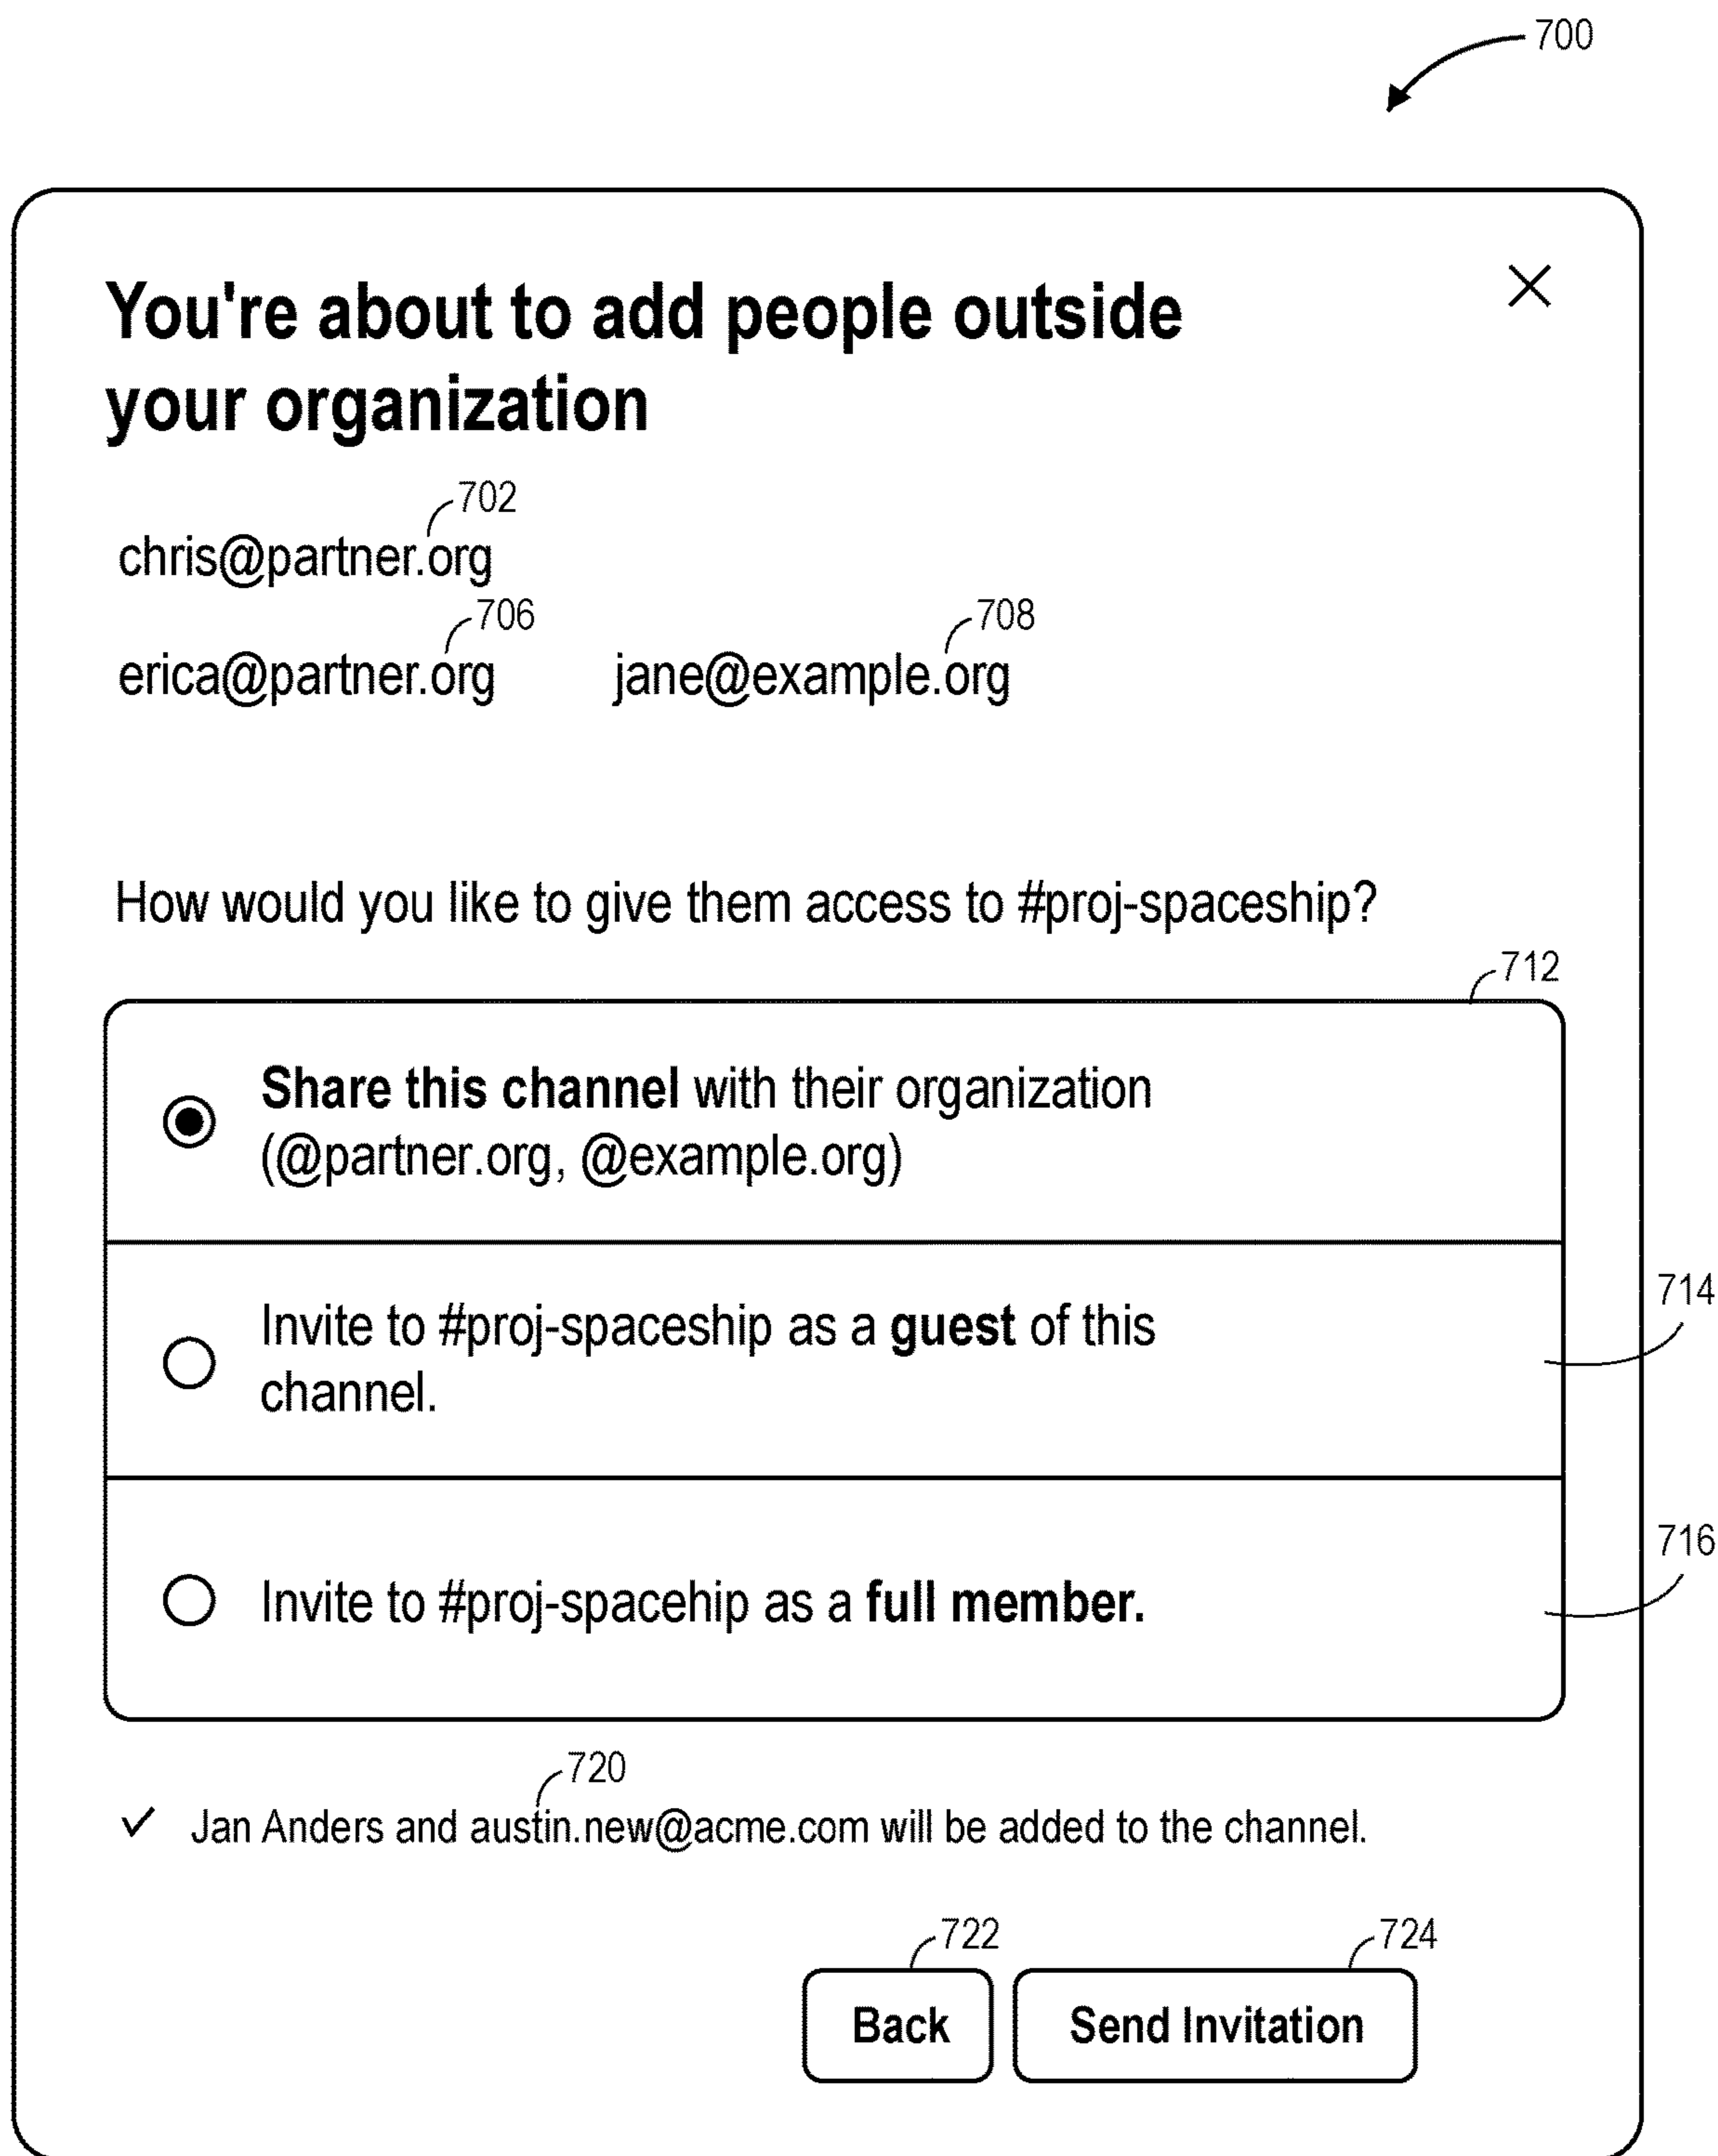 700
You're about to add people outside
your organization
702
chris@partner.org
706 708
erica@partner.org jane@example.org
How would you like to give them access to #proj-spaceship?
712
Share this channel with their organization
(@partner.org, @example.org)
714
Invite to #proj-spaceship as a guest of this
channel.
716
Invite to #proj-spacehip as a full member.
720
Jan Anders and austin.new@acme.com will be added to the channel.
722 724
Back Send Invitation